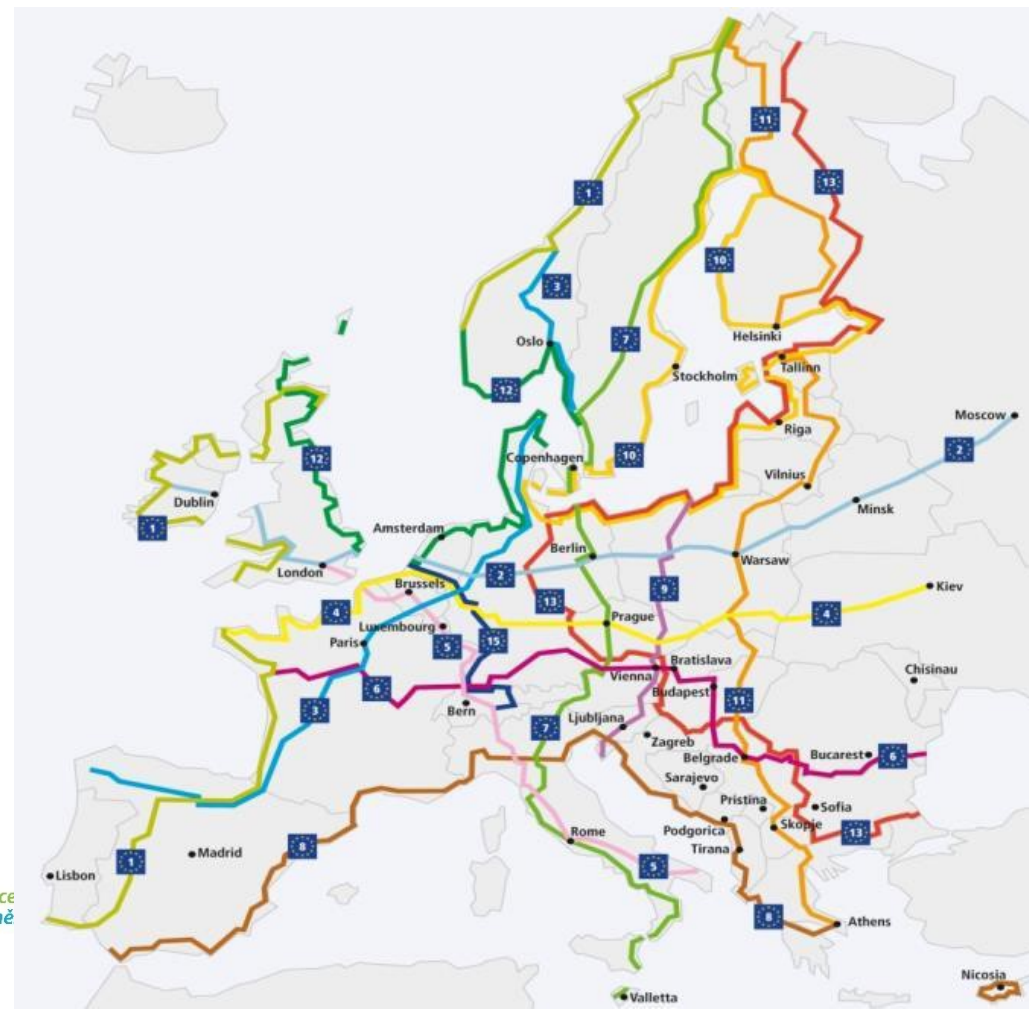 11
1
13
3
10
Oslo
7
Helsinki
Stockholm
Tallinn
12
Moscow
Riga
12
Copenhagen
10
2
Vilnius
Dublin
Minsk
1
Amsterdam
Berlin
Warsaw
London
2
Brussels
9
Kiev
13
4
4
Luxembourg
Prague
Paris
5
15
Vienna
Bratislava
Chisinau
6
Budapest
3
Bern
11
7
Ljubljana
Zagreb
Belgrade
Bucarest
6
Sarajevo
Pristina
Sofia
Podgorica
Skopje
13
Rome
Tirana
8
Madrid
1
5
Lisbon
ce
ně
8
Athens
Nicosia
Valletta